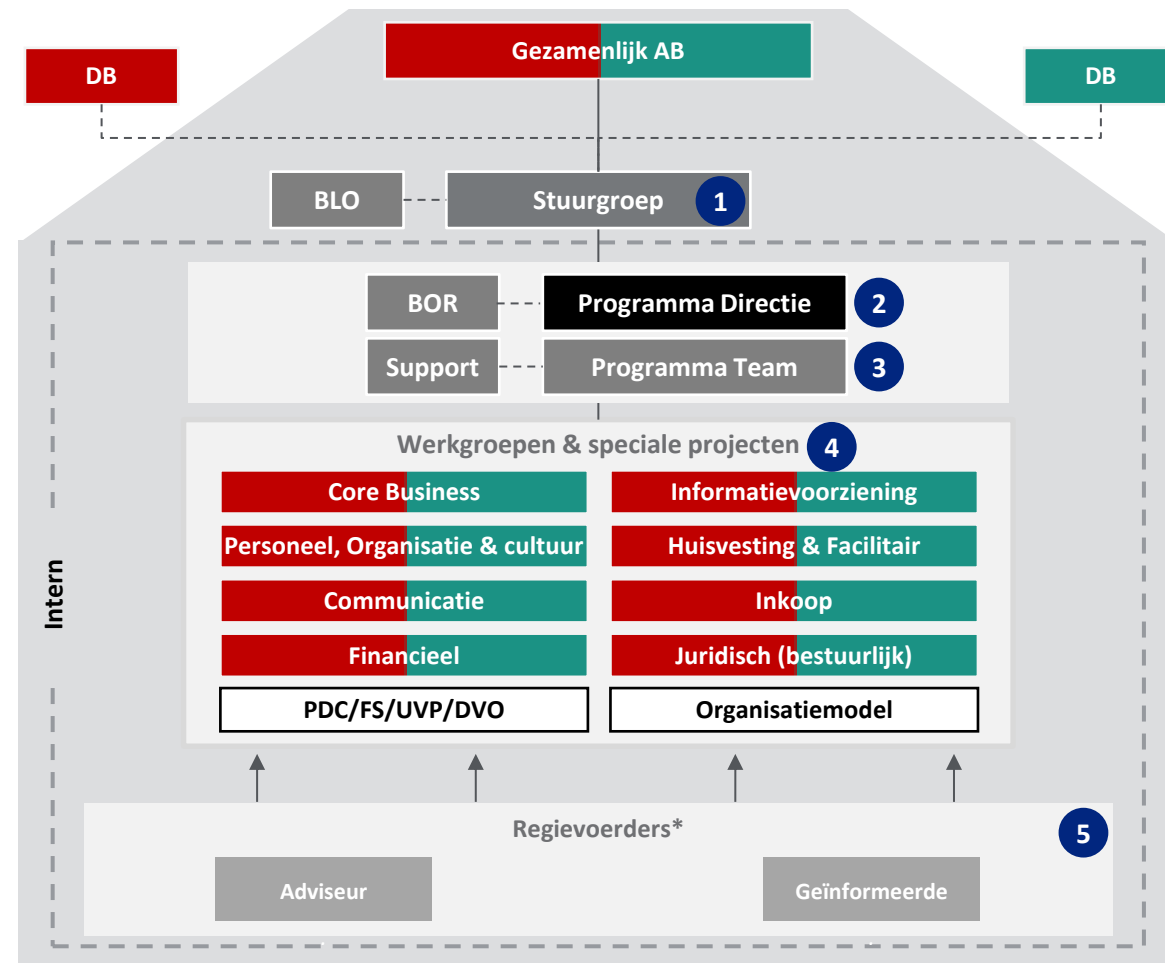 Gezamenlijk AB
DB
DB
BLO
Stuurgroep
1
BOR
Programma Directie
2
Support
Programma Team
3
Werkgroepen & speciale projecten
4
Core Business
Informatievoorziening
Personeel, Organisatie & cultuur
Huisvesting & Facilitair
Communicatie
Inkoop
Financieel
Juridisch (bestuurlijk)
PDC/FS/UVP/DVO
Organisatiemodel
Intern
Regievoerders*
5
Adviseur
Geïnformeerde